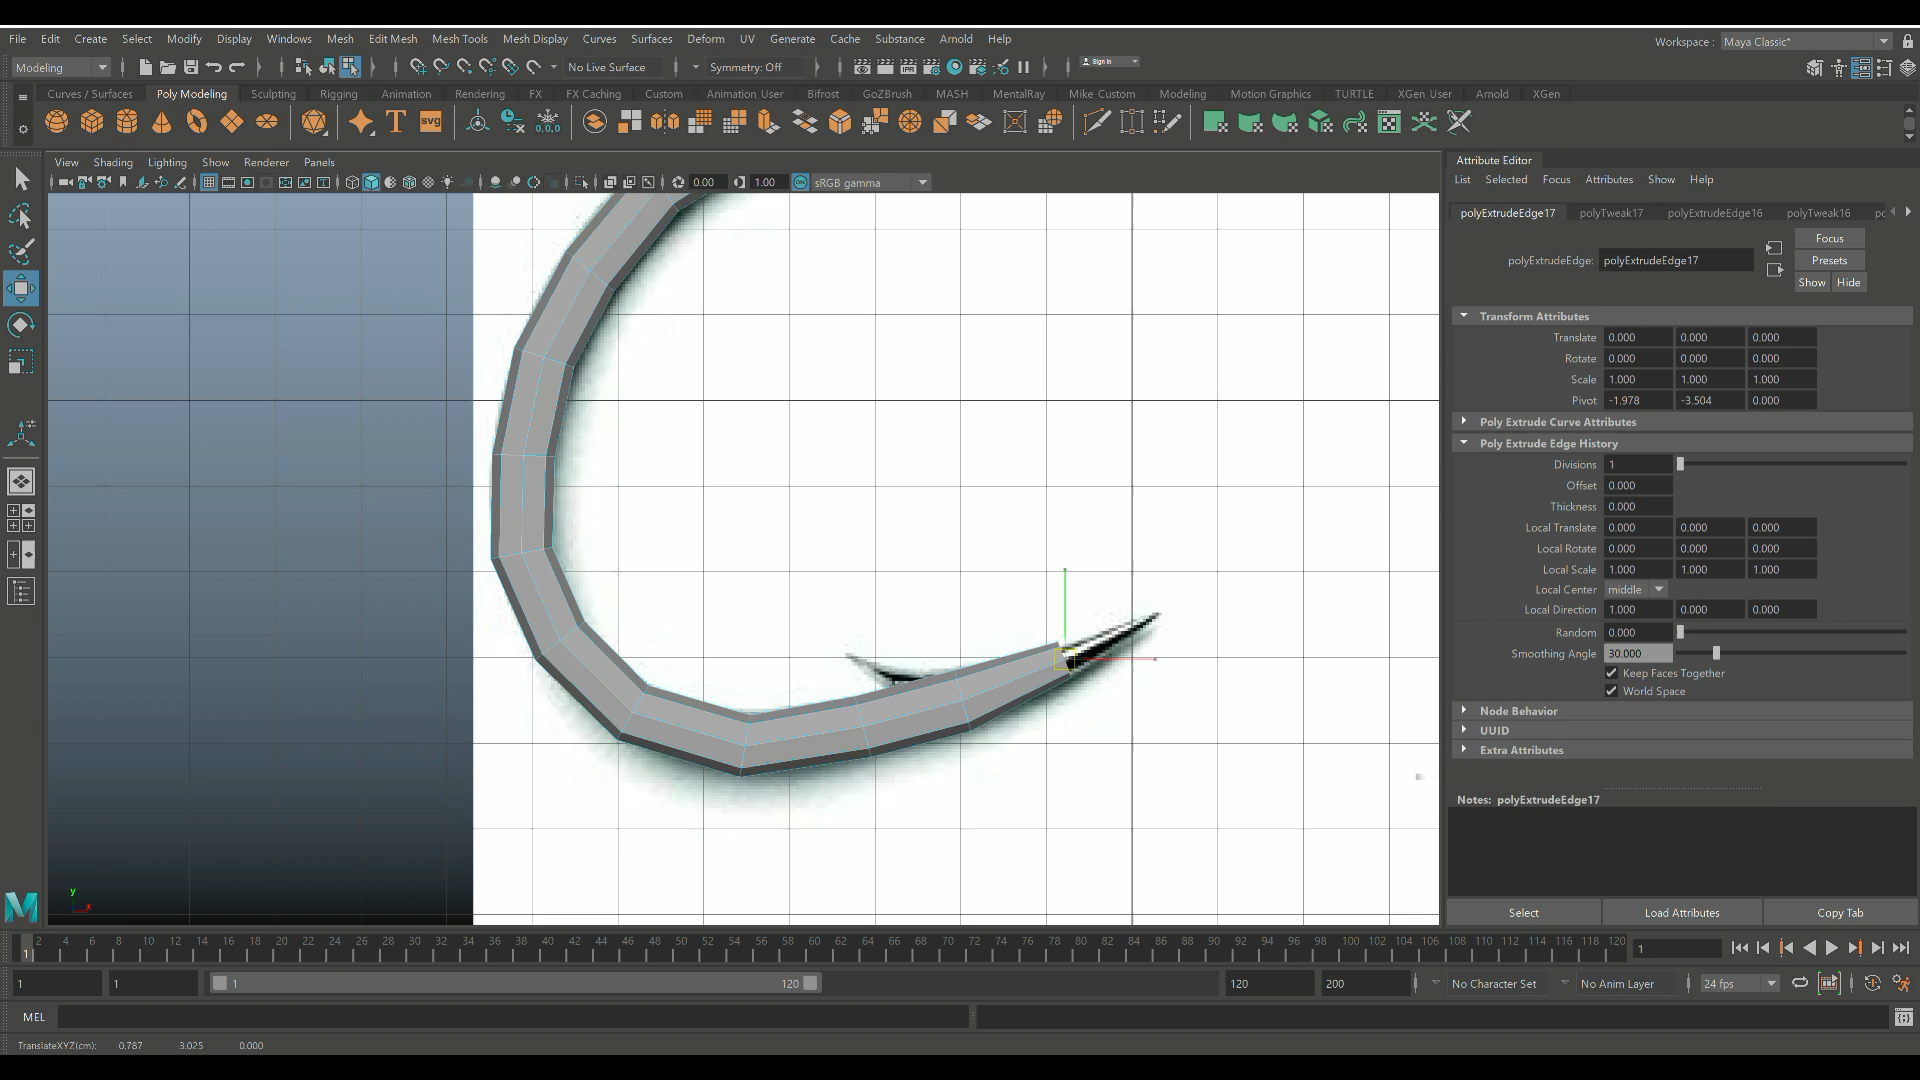 File Edit Create Select Modify Display Windows Mesh Edit Mesh Mesh Tools Mesh Display Curves Surfaces Deform UV Generate Cache Substance Arnold Help
Workspace : Maya Classic*
Modeling No Live Surface Symmetry: Off Sign In
Curves / Surfaces Poly Modeling Sculpting Rigging Animation Rendering FX FX Caching Custom Animation_User Bifrost GoZBrush MASH MentalRay Mike_Custom Modeling Motion Graphics TURTLE XGen_User Arnold XGen
T svg 0,0,0
View Shading Lighting Show Renderer Panels
0.00 1.00 ON sRGB gamma
Attribute Editor
List Selected Focus Attributes Show Help
polyExtrudeEdge17 polyTweak17 polyExtrudeEdge16 polyTweak16
Focus
polyExtrudeEdge: polyExtrudeEdge17 Presets
Show Hide
Transform Attributes
Translate 0.000 0.000 0.000
Rotate 0.000 0.000 0.000
Scale 1.000 1.000 1.000
Pivot -1.978 -3.504 0.000
Poly Extrude Curve Attributes
Poly Extrude Edge History
Divisions 1
Offset 0.000
Thickness 0.000
Local Translate 0.000 0.000 0.000
Local Rotate 0.000 0.000 0.000
Local Scale 1.000 1.000 1.000
Local Center middle
Local Direction 1.000 0.000 0.000
Random 0.000
Smoothing Angle 30.000
Keep Faces Together
World Space
Node Behavior
UUID
Extra Attributes
Notes: polyExtrudeEdge17
Select Load Attributes Copy Tab
y
x
2 4 6 8 10 12 14 16 18 20 22 24 26 28 30 32 34 36 38 40 42 44 46 48 50 52 54 56 58 60 62 64 66 68 70 72 74 76 78 80 82 84 86 88 90 92 94 96 98 100 102 104 106 108 110 112 114 116 118 120
1 1
1 1 1 120 120 200 No Character Set No Anim Layer 24 fps
MEL
TranslateXYZ(cm): -0.787 -3.025 0.000